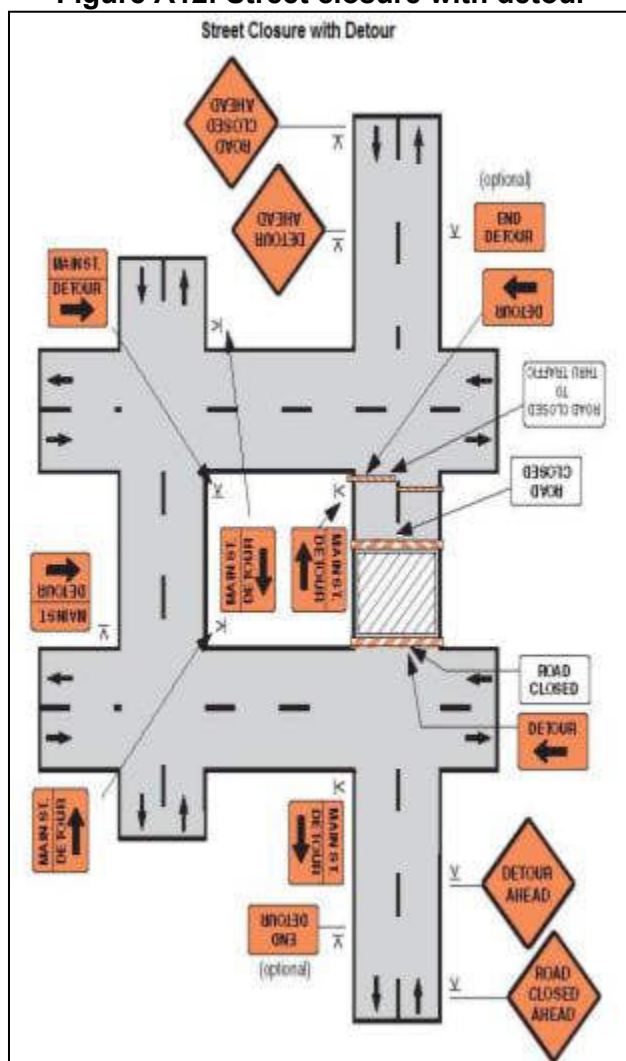 Figure A12: Street closure with detour
Street Closure with Detour
ROAD
CLOSED
AHEAD
DETOUR
AHEAD
(optional)
END
DETOUR
MAIN ST.
DETOUR
DETOUR
ROAD CLOSED
TO
THRU TRAFFIC
ROAD
CLOSED
MAIN ST.
DETOUR
MAIN ST.
DETOUR
MAIN ST.
DETOUR
ROAD
CLOSED
DETOUR
MAIN ST.
DETOUR
MAIN ST.
DETOUR
DETOUR
AHEAD
END
DETOUR
(optional)
ROAD
CLOSED
AHEAD